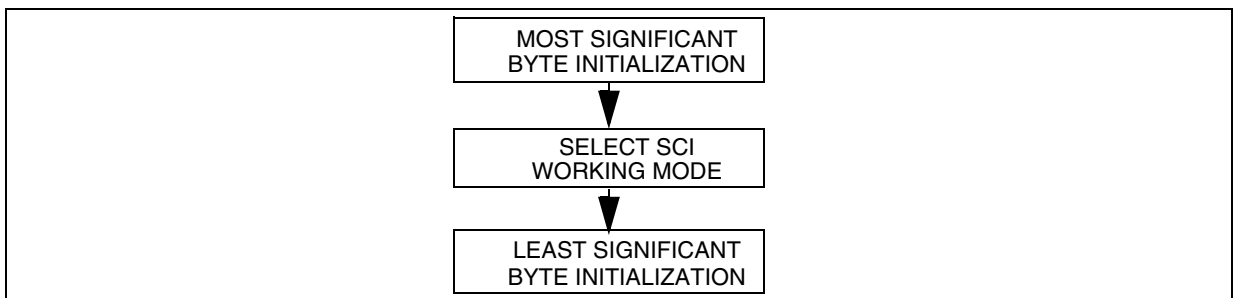 MOST SIGNIFICANT
BYTE INITIALIZATION
SELECT SCI
WORKING MODE
LEAST SIGNIFICANT
BYTE INITIALIZATION